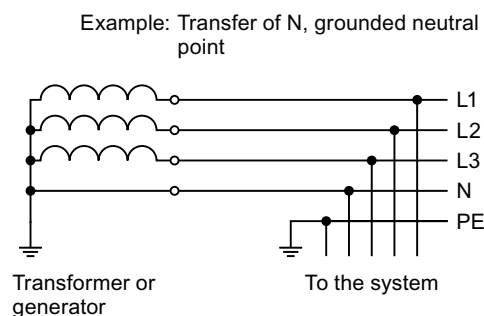 Example: Transfer of N, grounded neutral
point
L1
L2
L3
N
PE
Transformer or
generator
To the system